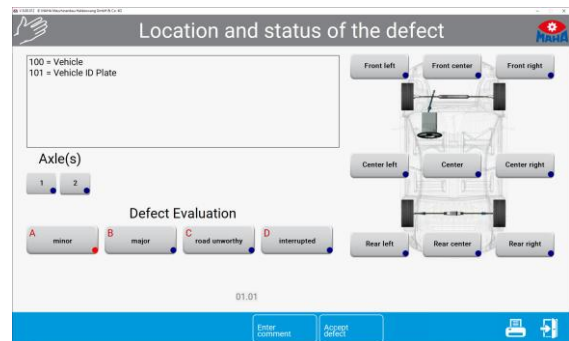 Location and status of the defect
MAHA
100 = Vehicle
101 = Vehicle ID Plate
Front left
Front center
Front right
Axle(s)
1
2
Center left
Center
Center right
Defect Evaluation
A minor
B major
C road unworthy
D interrupted
Rear left
Rear center
Rear right
01.01
Enter
comment
Accept
defect